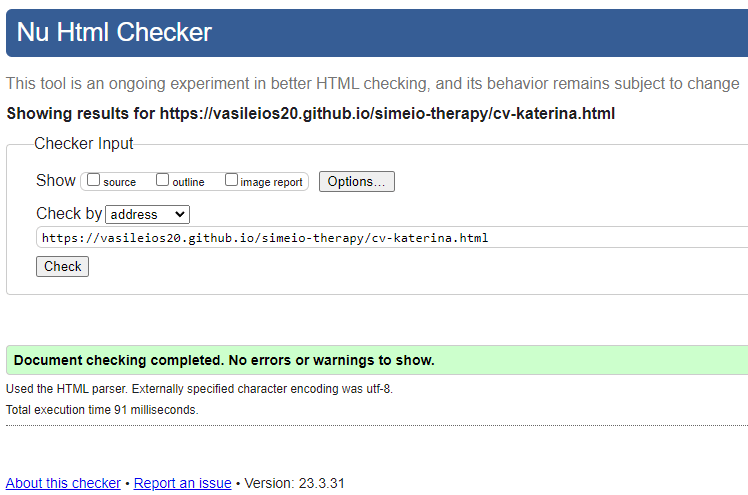 Nu Html Checker
This tool is an ongoing experiment in better HTML checking, and its behavior remains subject to change
Showing results for https://vasileios20.github.io/simeio-therapy/cv-katerina.html
Checker Input
Show source outline image report Options...
Check by address
https://vasileios20.github.io/simeio-therapy/cv-katerina.html
Check
Document checking completed. No errors or warnings to show.
Used the HTML parser. Externally specified character encoding was utf-8.
Total execution time 91 milliseconds.
About this checker • Report an issue • Version: 23.3.31